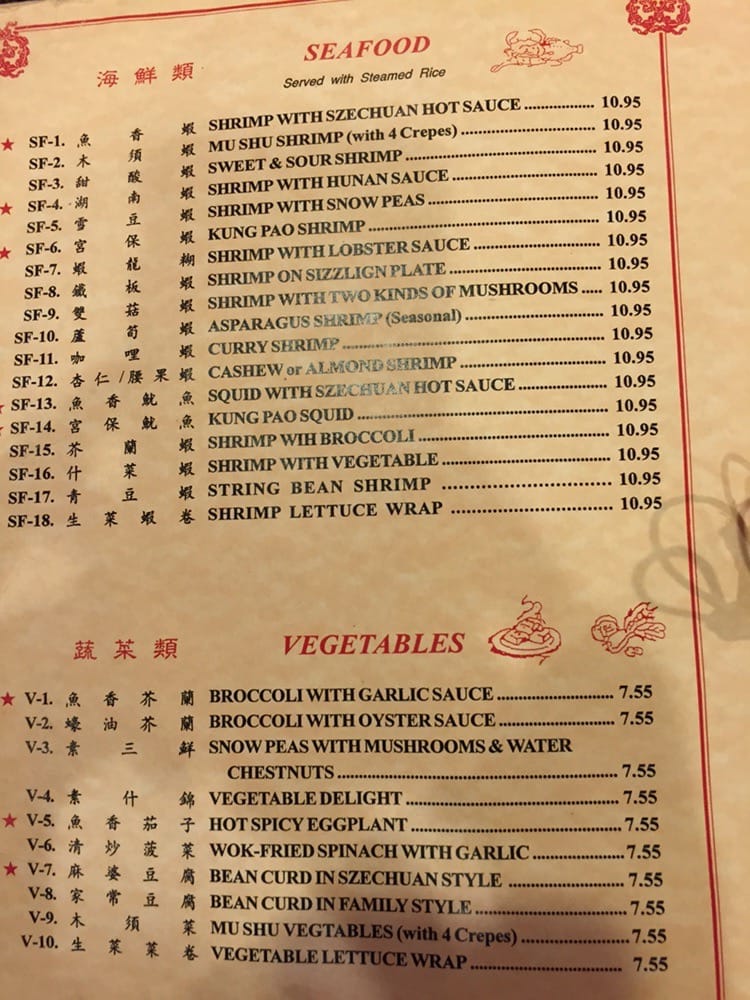 海鮮類 SEAFOOD
Served with Steamed Rice
★ SF-1. 魚香蝦 SHRIMP WITH SZECHUAN HOT SAUCE ................. 10.95
SF-2. 木須蝦 MU SHU SHRIMP (with 4 Crepes) ................. 10.95
SF-3. 甜酸蝦 SWEET & SOUR SHRIMP ................. 10.95
★ SF-4. 湖南蝦 SHRIMP WITH HUNAN SAUCE ................. 10.95
SF-5. 雪豆蝦 SHRIMP WITH SNOW PEAS ................. 10.95
★ SF-6. 宮保蝦 KUNG PAO SHRIMP ................. 10.95
SF-7. 蝦龍糊 SHRIMP WITH LOBSTER SAUCE ................. 10.95
SF-8. 鐵板蝦 SHRIMP ON SIZZLIGN PLATE ................. 10.95
SF-9. 雙菇蝦 SHRIMP WITH TWO KINDS OF MUSHROOMS ..... 10.95
SF-10. 蘆筍蝦 ASPARAGUS SHRIMP (Seasonal) ................. 10.95
SF-11. 咖哩蝦 CURRY SHRIMP ................. 10.95
SF-12. 杏仁/腰果蝦 CASHEW or ALMOND SHRIMP ................. 10.95
★ SF-13. 魚香魷魚 SQUID WITH SZECHUAN HOT SAUCE ................. 10.95
★ SF-14. 宮保魷魚 KUNG PAO SQUID ................. 10.95
SF-15. 芥蘭蝦 SHRIMP WIH BROCCOLI ................. 10.95
SF-16. 什菜蝦 SHRIMP WITH VEGETABLE ................. 10.95
SF-17. 青豆蝦 STRING BEAN SHRIMP ................. 10.95
SF-18. 生菜蝦卷 SHRIMP LETTUCE WRAP ................. 10.95
蔬菜類 VEGETABLES
★ V-1. 魚香芥蘭 BROCCOLI WITH GARLIC SAUCE ................. 7.55
V-2. 蠔油芥蘭 BROCCOLI WITH OYSTER SAUCE ................. 7.55
V-3. 素三鮮 SNOW PEAS WITH MUSHROOMS & WATER
CHESTNUTS ................. 7.55
V-4. 素什錦 VEGETABLE DELIGHT ................. 7.55
★ V-5. 魚香茄子 HOT SPICY EGGPLANT ................. 7.55
V-6. 清炒菠菜 WOK-FRIED SPINACH WITH GARLIC ................. 7.55
★ V-7. 麻婆豆腐 BEAN CURD IN SZECHUAN STYLE ................. 7.55
V-8. 家常豆腐 BEAN CURD IN FAMILY STYLE ................. 7.55
V-9. 木須菜 MU SHU VEGTABLES (with 4 Crepes) ................. 7.55
V-10. 生菜菜卷 VEGETABLE LETTUCE WRAP ................. 7.55